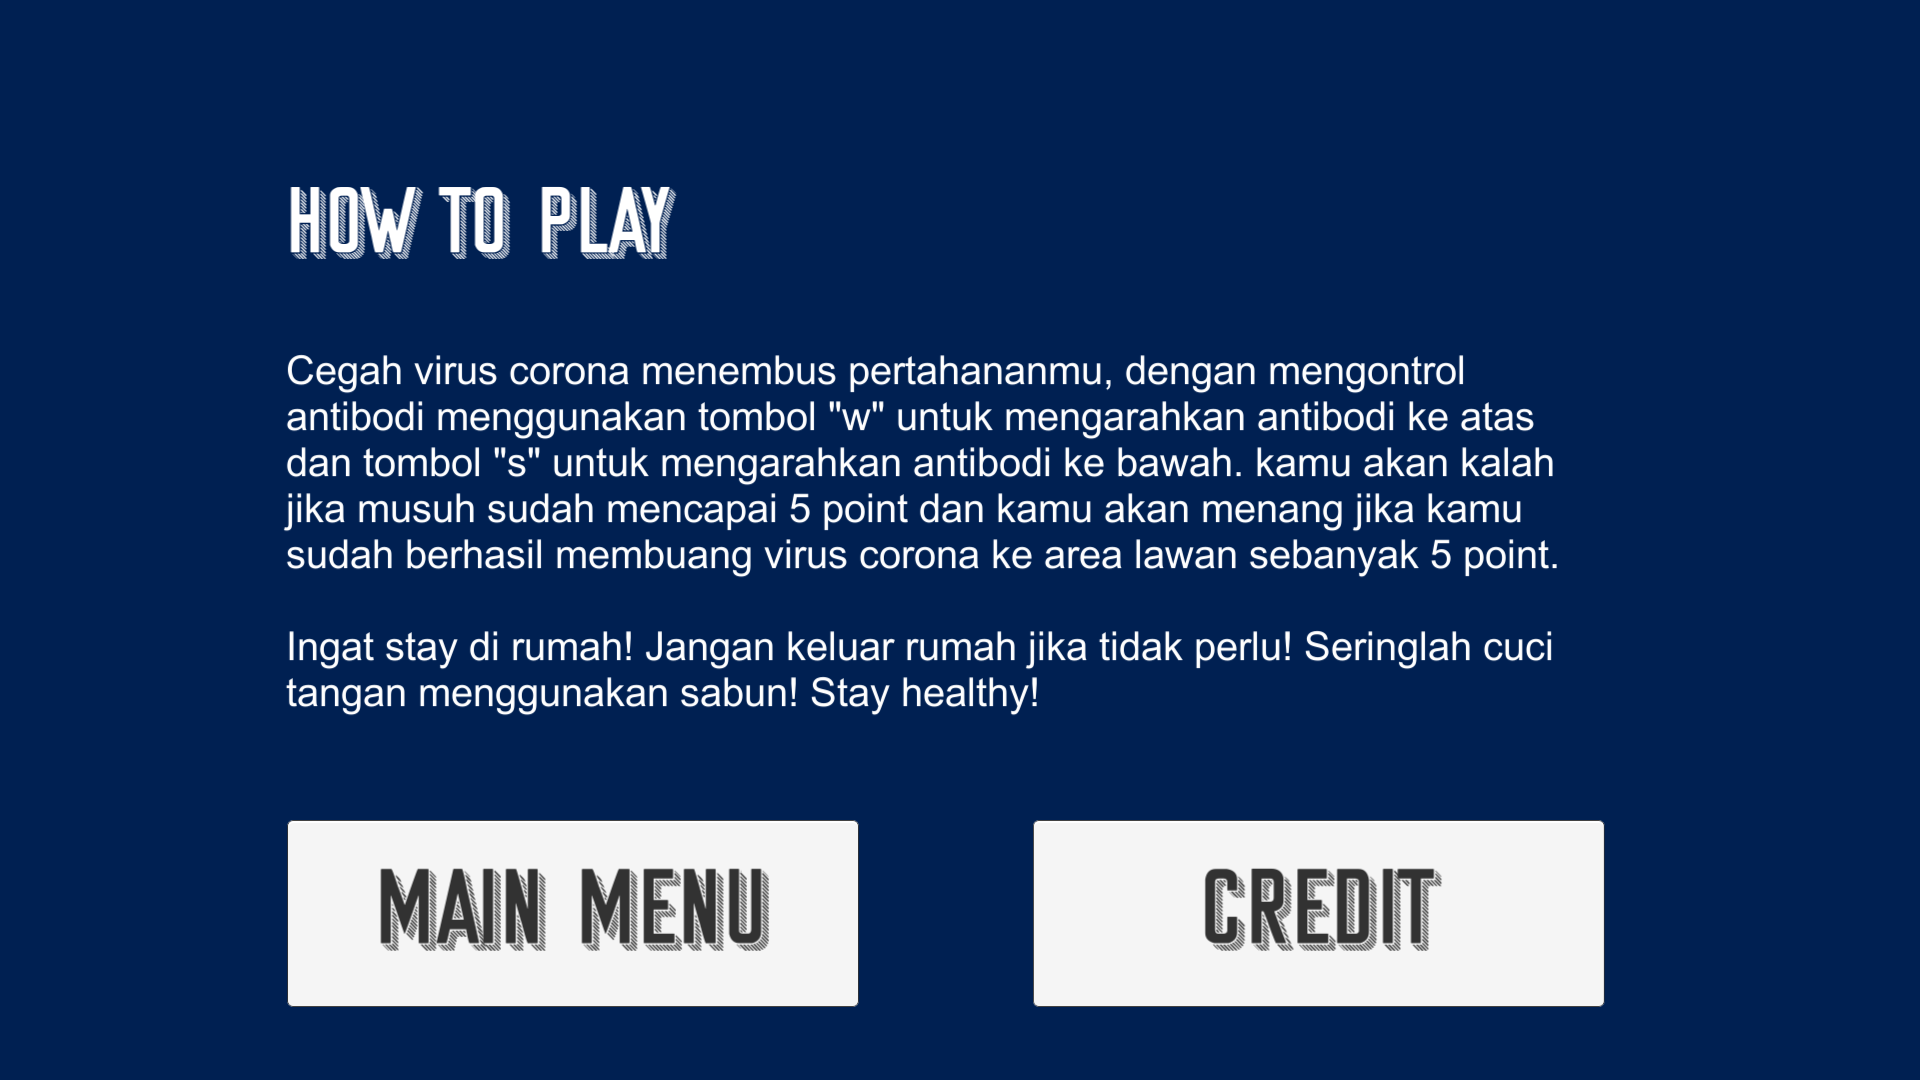 HOW TO PLAY
Cegah virus corona menembus pertahananmu, dengan mengontrol
antibodi menggunakan tombol "w" untuk mengarahkan antibodi ke atas
dan tombol "s" untuk mengarahkan antibodi ke bawah. kamu akan kalah
jika musuh sudah mencapai 5 point dan kamu akan menang jika kamu
sudah berhasil membuang virus corona ke area lawan sebanyak 5 point.
Ingat stay di rumah! Jangan keluar rumah jika tidak perlu! Seringlah cuci
tangan menggunakan sabun! Stay healthy!
MAIN MENU
CREDIT